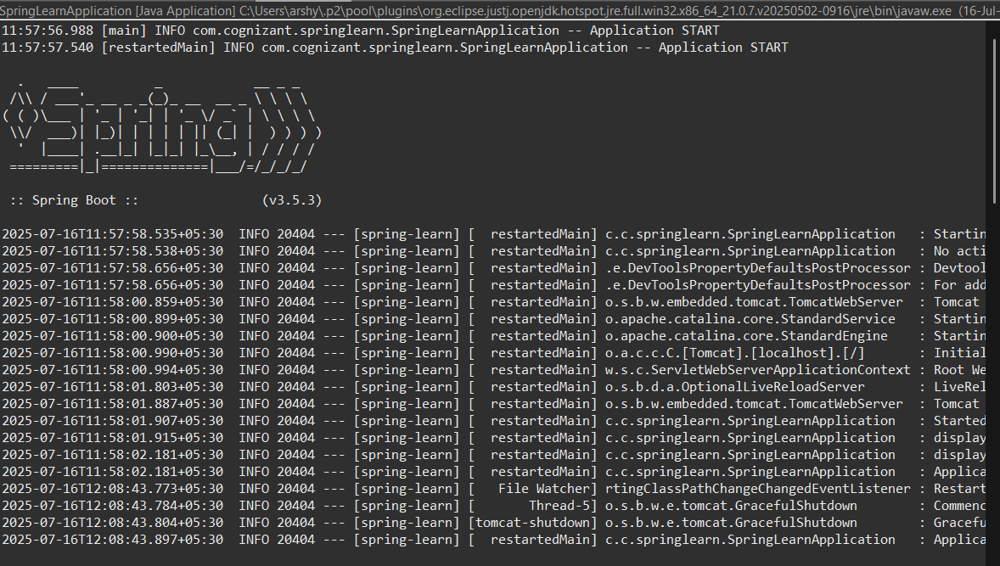 SpringLearnApplication [Java Application] C:\Users\arshy\.p2\pool\plugins\org.eclipse.justj.openjdk.hotspot.jre.full.win32.x86_64_21.0.7.v20250502-0916\jre\bin\javaw.exe (16-Jul-
11:57:56.988 [main] INFO com.cognizant.springlearn.SpringLearnApplication -- Application START
11:57:57.540 [restartedMain] INFO com.cognizant.springlearn.SpringLearnApplication -- Application START
  .   ____          _            __ _ _
 /\\ / ___'_ __ _ _(_)_ __  __ _ \ \ \ \
( ( )\___ | '_ | '_| | '_ \/ _` | \ \ \ \
 \\/  ___)| |_)| | | | | || (_| |  ) ) ) )
  '  |____| .__|_| |_|_| |_\__, | / / / /
 =========|_|==============|___/=/_/_/_/
 :: Spring Boot ::                (v3.5.3)
2025-07-16T11:57:58.535+05:30  INFO 20404 --- [spring-learn] [  restartedMain] c.c.springlearn.SpringLearnApplication   : Startin
2025-07-16T11:57:58.538+05:30  INFO 20404 --- [spring-learn] [  restartedMain] c.c.springlearn.SpringLearnApplication   : No acti
2025-07-16T11:57:58.656+05:30  INFO 20404 --- [spring-learn] [  restartedMain] .e.DevToolsPropertyDefaultsPostProcessor : Devtool
2025-07-16T11:57:58.656+05:30  INFO 20404 --- [spring-learn] [  restartedMain] .e.DevToolsPropertyDefaultsPostProcessor : For add
2025-07-16T11:58:00.859+05:30  INFO 20404 --- [spring-learn] [  restartedMain] o.s.b.w.embedded.tomcat.TomcatWebServer  : Tomcat
2025-07-16T11:58:00.899+05:30  INFO 20404 --- [spring-learn] [  restartedMain] o.apache.catalina.core.StandardService   : Startin
2025-07-16T11:58:00.900+05:30  INFO 20404 --- [spring-learn] [  restartedMain] o.apache.catalina.core.StandardEngine    : Startin
2025-07-16T11:58:00.990+05:30  INFO 20404 --- [spring-learn] [  restartedMain] o.a.c.c.C.[Tomcat].[localhost].[/]       : Initial
2025-07-16T11:58:00.994+05:30  INFO 20404 --- [spring-learn] [  restartedMain] w.s.c.ServletWebServerApplicationContext : Root We
2025-07-16T11:58:01.803+05:30  INFO 20404 --- [spring-learn] [  restartedMain] o.s.b.d.a.OptionalLiveReloadServer       : LiveRel
2025-07-16T11:58:01.887+05:30  INFO 20404 --- [spring-learn] [  restartedMain] o.s.b.w.embedded.tomcat.TomcatWebServer  : Tomcat
2025-07-16T11:58:01.907+05:30  INFO 20404 --- [spring-learn] [  restartedMain] c.c.springlearn.SpringLearnApplication   : Started
2025-07-16T11:58:01.915+05:30  INFO 20404 --- [spring-learn] [  restartedMain] c.c.springlearn.SpringLearnApplication   : display
2025-07-16T11:58:02.181+05:30  INFO 20404 --- [spring-learn] [  restartedMain] c.c.springlearn.SpringLearnApplication   : display
2025-07-16T11:58:02.181+05:30  INFO 20404 --- [spring-learn] [  restartedMain] c.c.springlearn.SpringLearnApplication   : Applica
2025-07-16T12:08:43.773+05:30  INFO 20404 --- [spring-learn] [   File Watcher] rtingClassPathChangeChangedEventListener : Restart
2025-07-16T12:08:43.784+05:30  INFO 20404 --- [spring-learn] [       Thread-5] o.s.b.w.e.tomcat.GracefulShutdown        : Commenc
2025-07-16T12:08:43.804+05:30  INFO 20404 --- [spring-learn] [tomcat-shutdown] o.s.b.w.e.tomcat.GracefulShutdown        : Gracefu
2025-07-16T12:08:43.897+05:30  INFO 20404 --- [spring-learn] [  restartedMain] c.c.springlearn.SpringLearnApplication   : Applica